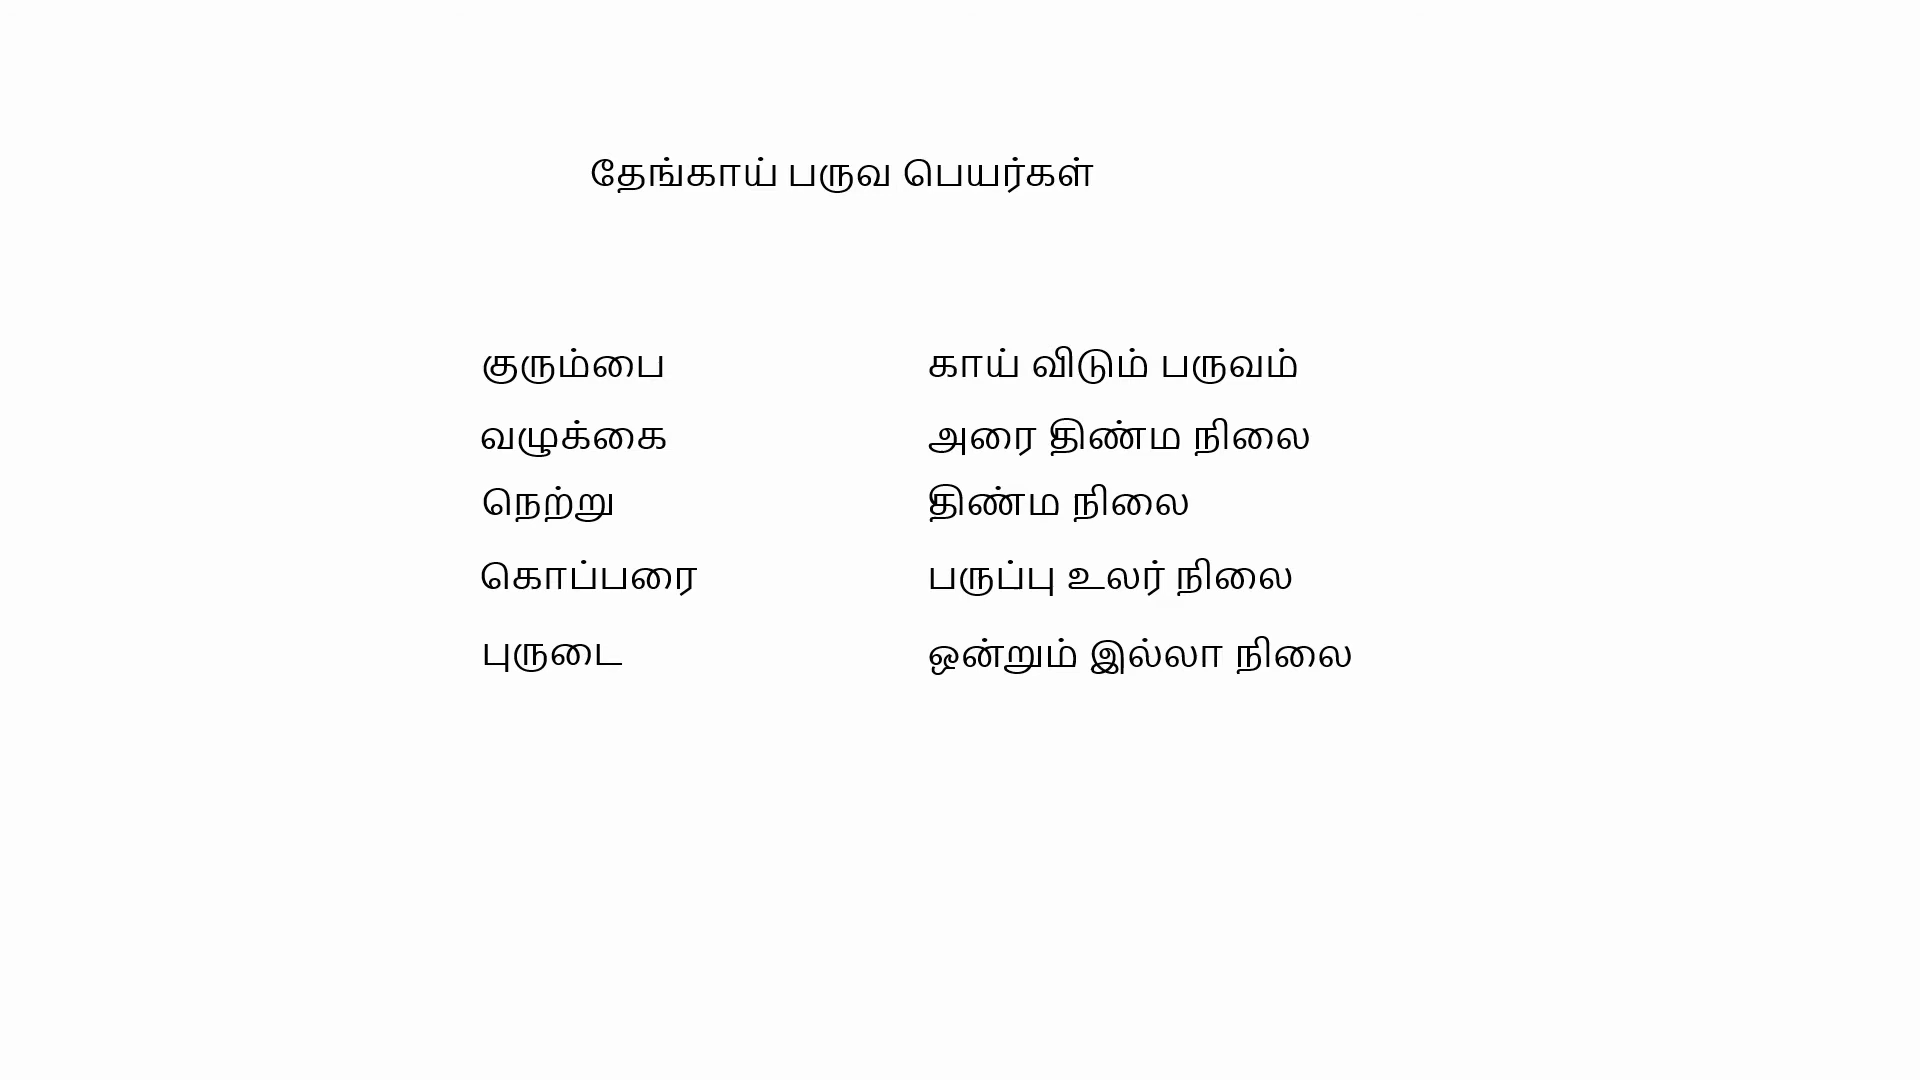 தேங்காய் பருவ பெயர்கள்
குரும்பை காய் விடும் பருவம்
வழுக்கை அரை திண்ம நிலை
நெற்று திண்ம நிலை
கொப்பரை பருப்பு உலர் நிலை
புருடை ஒன்றும் இல்லா நிலை